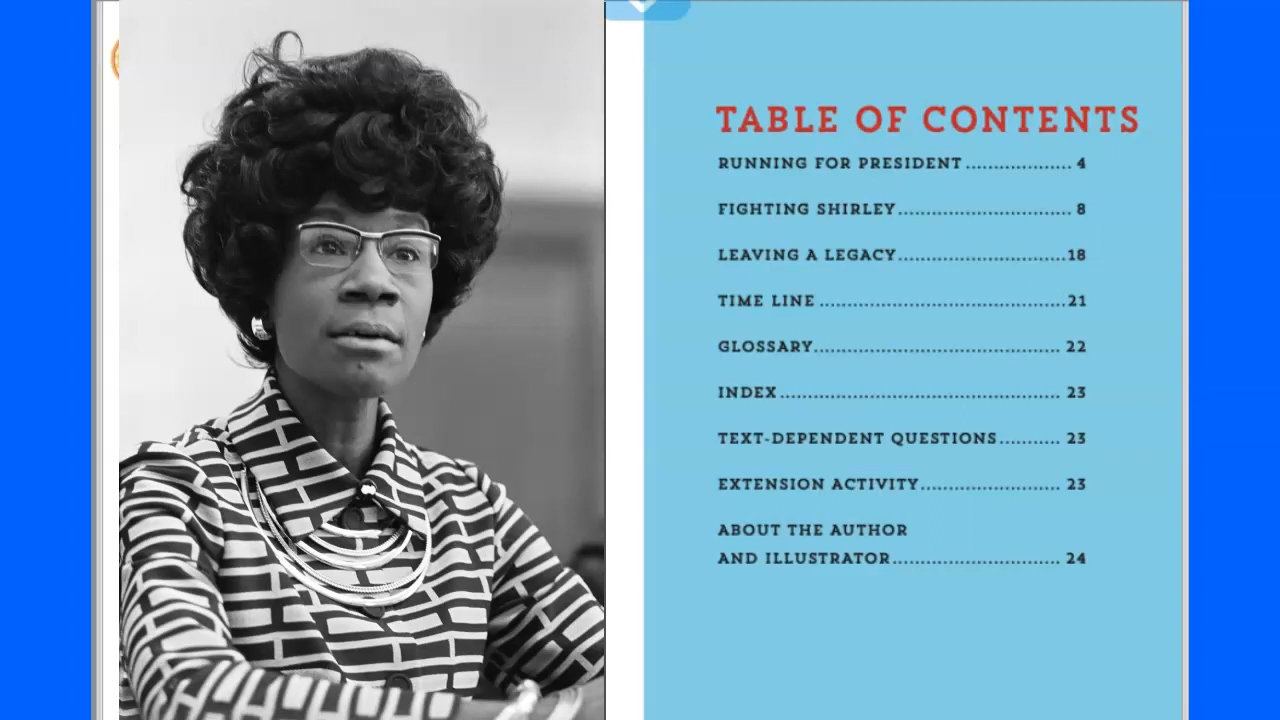 TABLE OF CONTENTS
RUNNING FOR PRESIDENT ................... 4
FIGHTING SHIRLEY............................... 8
LEAVING A LEGACY..............................18
TIME LINE ............................................21
GLOSSARY............................................ 22
INDEX .................................................. 23
TEXT-DEPENDENT QUESTIONS........... 23
EXTENSION ACTIVITY......................... 23
ABOUT THE AUTHOR
AND ILLUSTRATOR.............................. 24